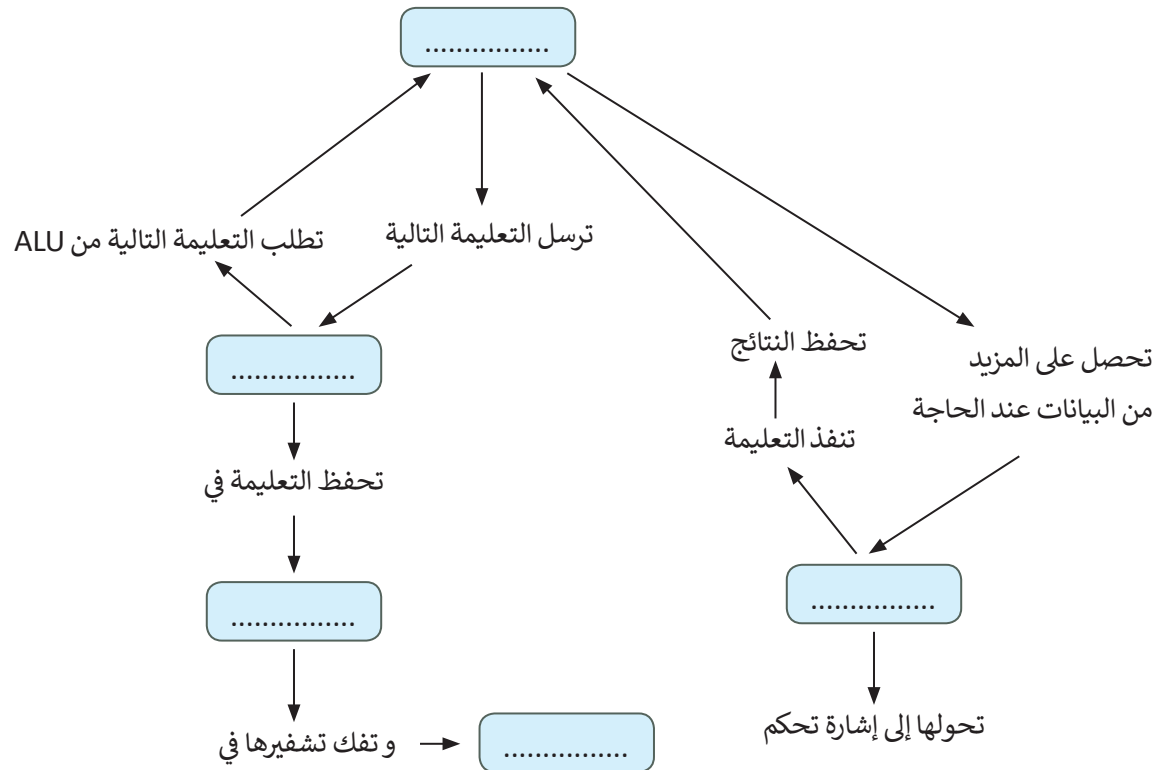 ................
ترسل التعليمة التالية
تطلب التعليمة التالية من ALU
................
تحفظ التعليمة في
................
و تفك تشفيرها في
................
تحصل على المزيد
من البيانات عند الحاجة
تحفظ النتائج
تنفذ التعليمة
................
تحولها إلى إشارة تحكم